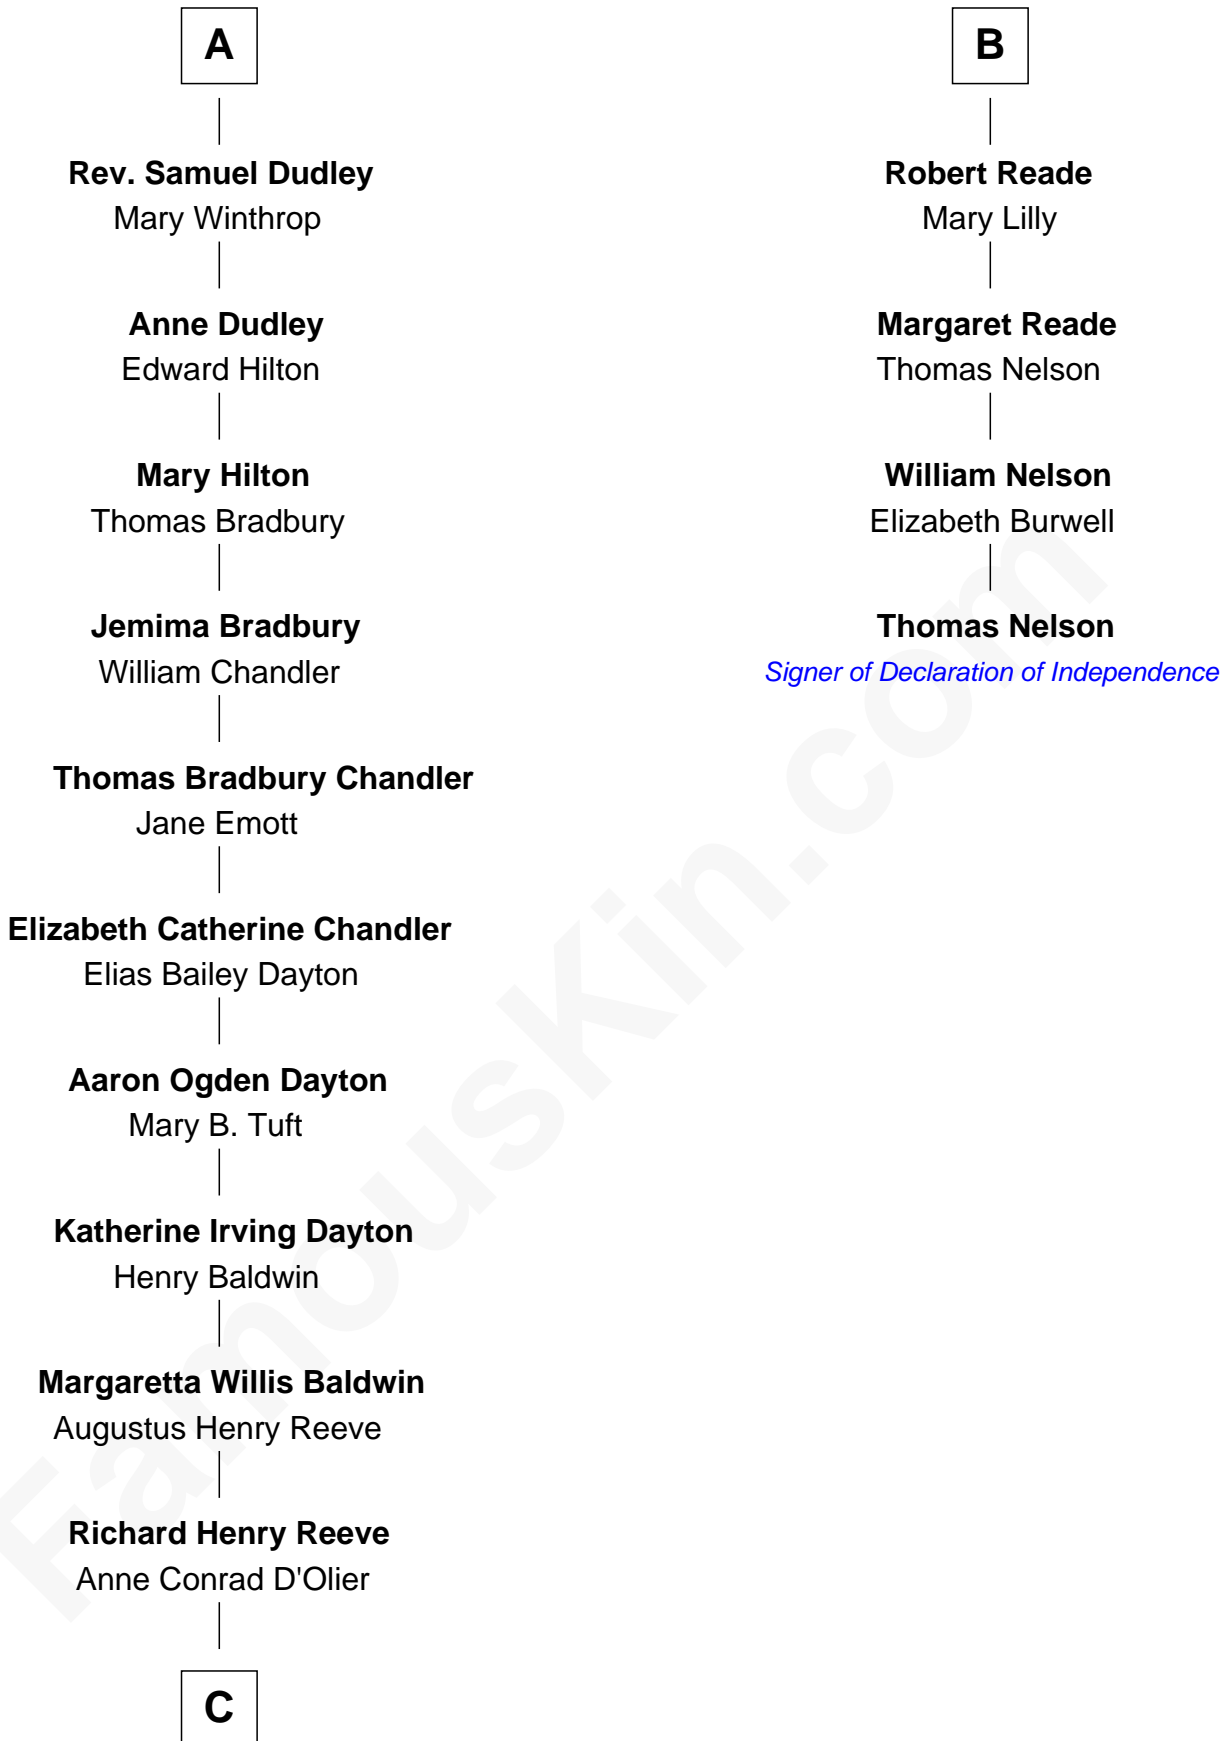 A
Rev. Samuel Dudley
Mary Winthrop
Anne Dudley
Edward Hilton
Mary Hilton
Thomas Bradbury
Jemima Bradbury
William Chandler
Thomas Bradbury Chandler
Jane Emott
Elizabeth Catherine Chandler
Elias Bailey Dayton
Aaron Ogden Dayton
Mary B. Tuft
Katherine Irving Dayton
Henry Baldwin
Margaretta Willis Baldwin
Augustus Henry Reeve
Richard Henry Reeve
Anne Conrad D'Olier
C
B
Robert Reade
Mary Lilly
Margaret Reade
Thomas Nelson
William Nelson
Elizabeth Burwell
Thomas Nelson
Signer of Declaration of Independence
FamousKin.com